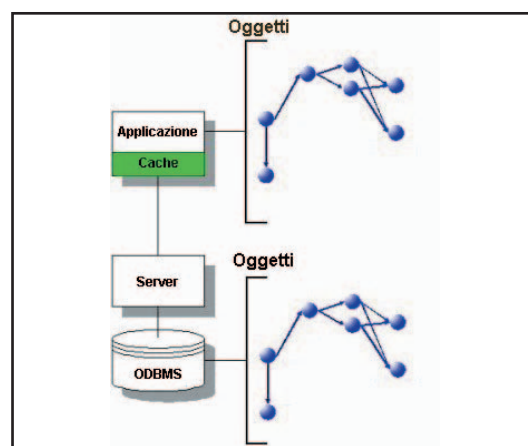 Oggetti
Applicazione
Cache
Oggetti
Server
ODBMS